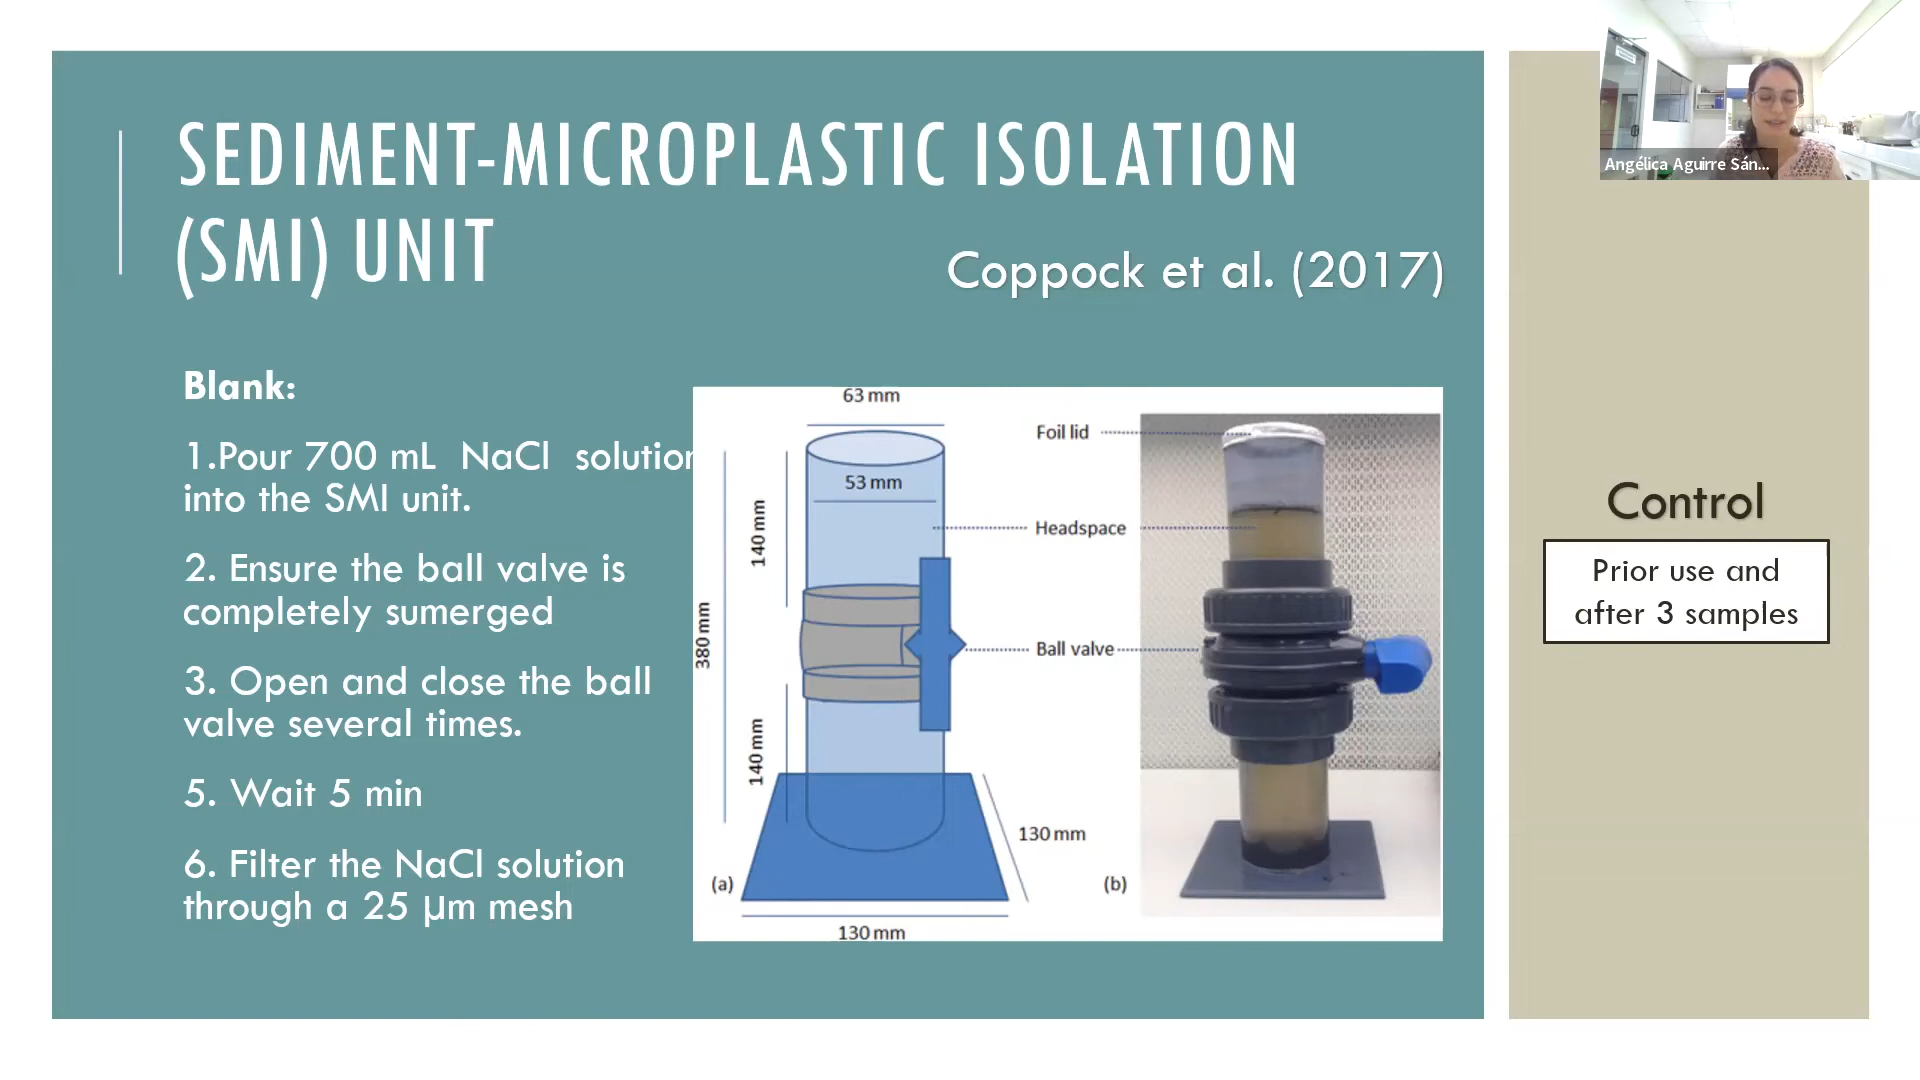 SEDIMENT-MICROPLASTIC ISOLATION
(SMI) UNIT
Coppock et al. (2017)
Blank:
1.Pour 700 mL NaCl solution
into the SMI unit.
2. Ensure the ball valve is
completely sumerged
3. Open and close the ball
valve several times.
5. Wait 5 min
6. Filter the NaCl solution
through a 25 µm mesh
63 mm
53 mm
140 mm
380 mm
140 mm
130 mm
130 mm
(a)
Foil lid
Headspace
Ball valve
(b)
Control
Prior use and
after 3 samples
Angélica Aguirre Sán...